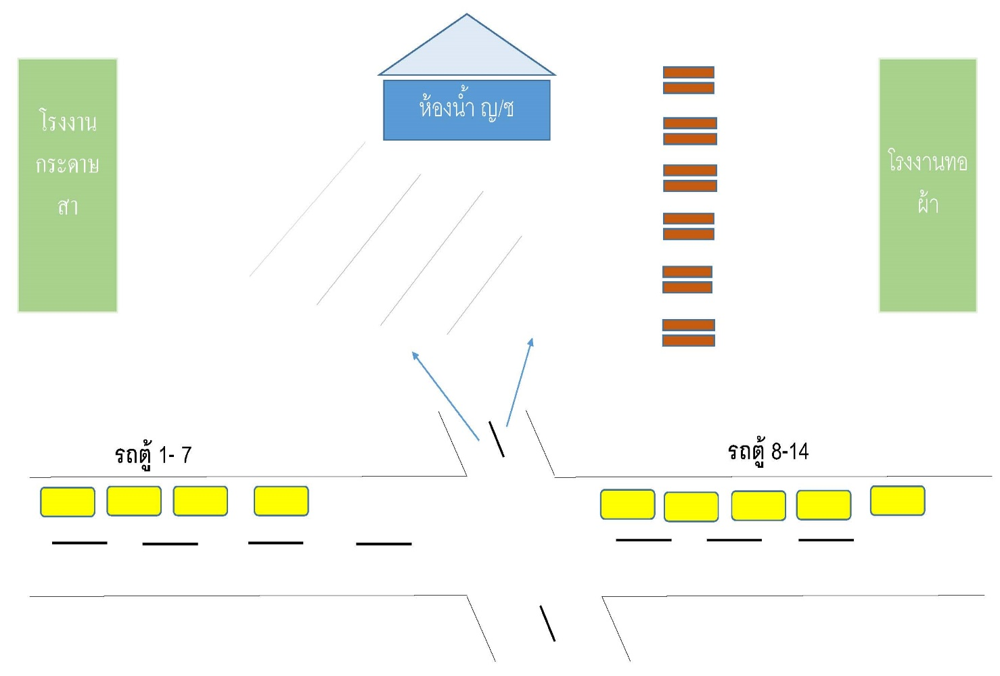 ห้องน้ำ ญ/ช
โรงงาน
กระดาษ
สา
โรงงานทอ
ผ้า
รถตู้ 1- 7
รถตู้ 8-14